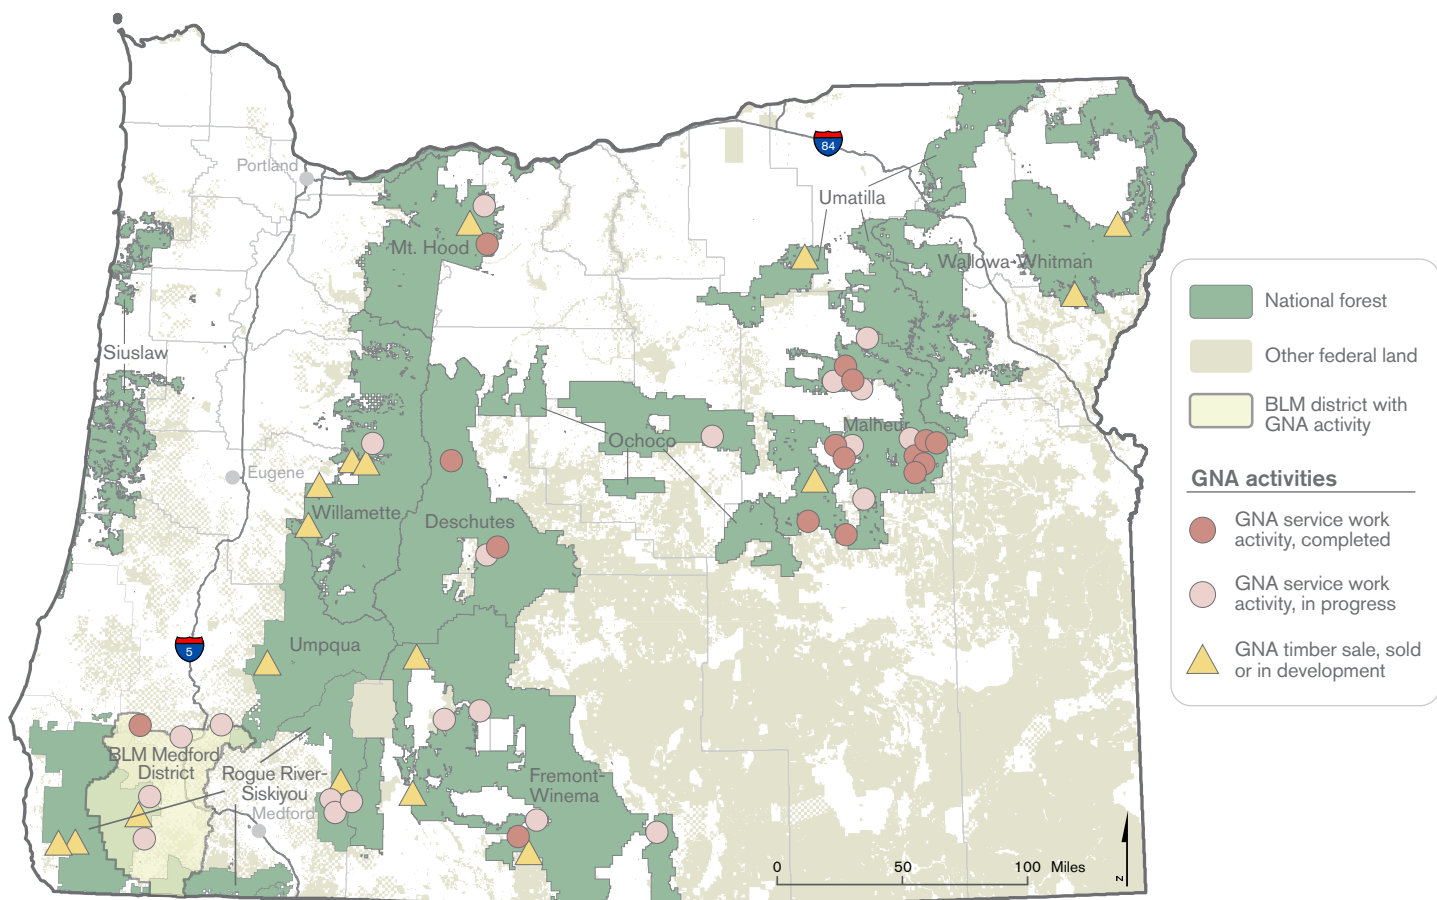 Portland
84
Umatilla
Mt. Hood
Wallowa-Whitman
Siuslaw
Malheur
Ochoco
Eugene
Willamette
Deschutes
Umpqua
5
BLM Medford
District
Rogue River-
Siskiyou
Medford
Fremont-
Winema
0 50 100 Miles
z
National forest
Other federal land
BLM district with
GNA activity
GNA activities
GNA service work
activity, completed
GNA service work
activity, in progress
GNA timber sale, sold
or in development